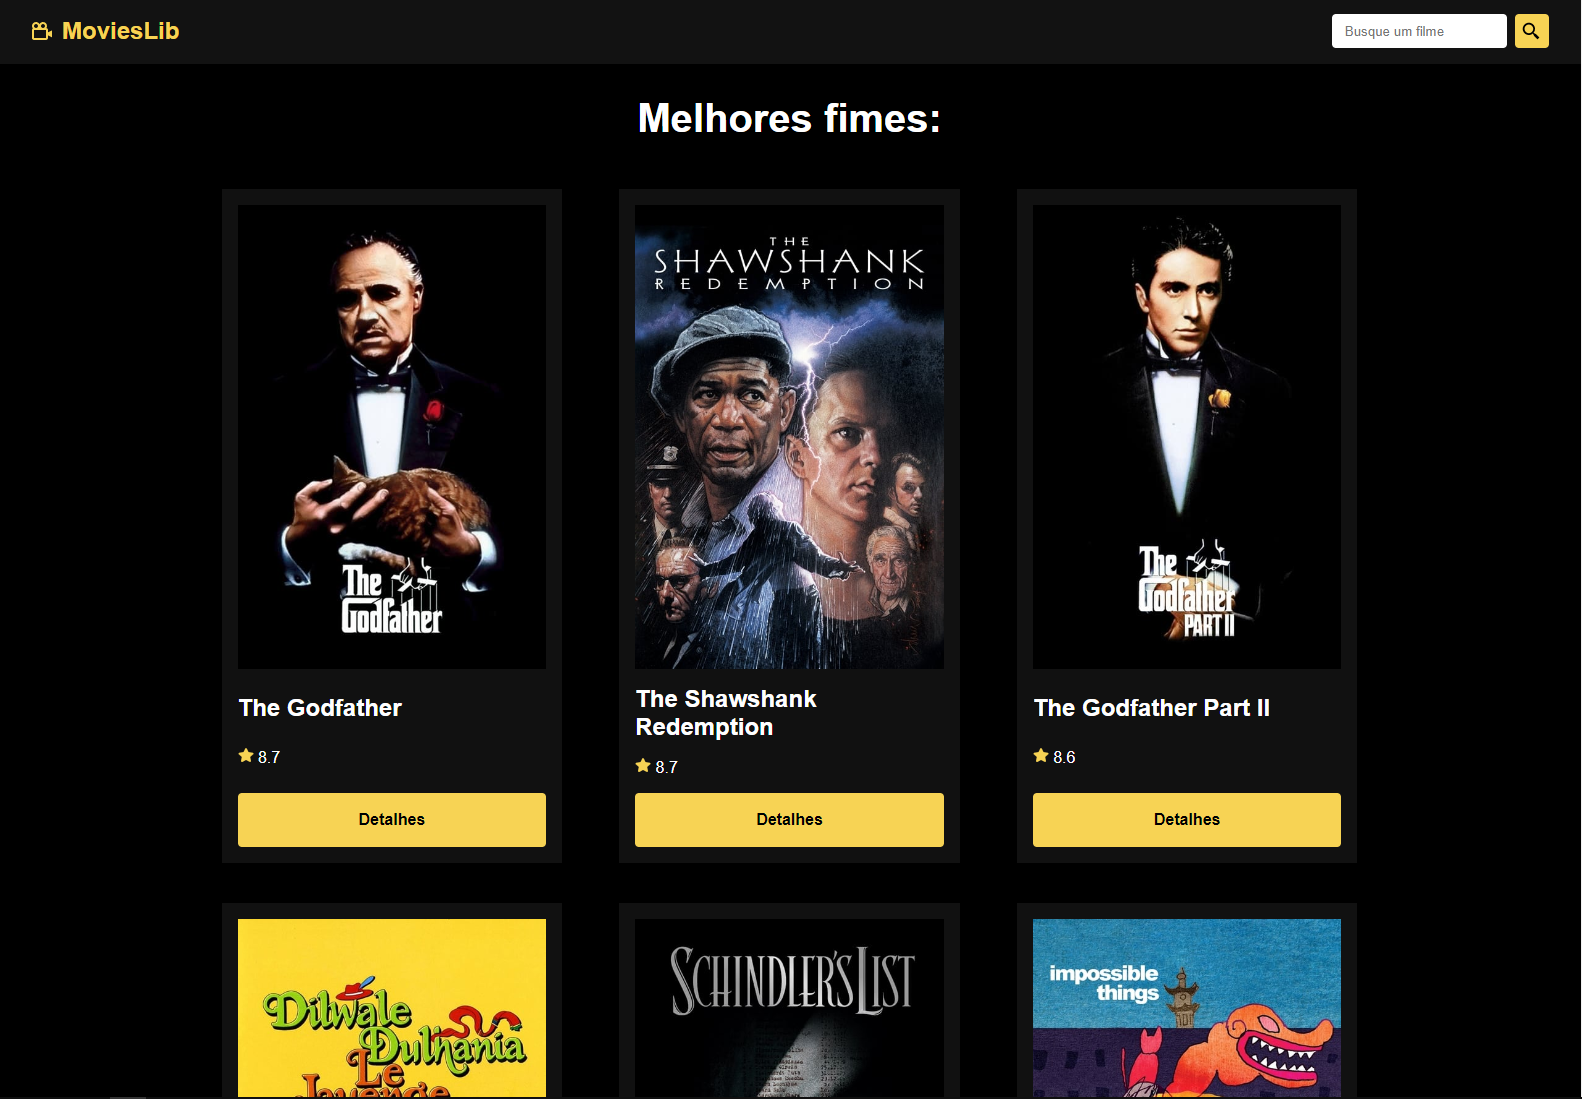 MoviesLib
Busque um filme
Melhores fimes:
THE
SHAWSHANK
REDEMPTION
The
Godfather
The
Godfather
PART II
The Godfather
The Shawshank
Redemption
The Godfather Part II
8.7
8.7
8.6
Detalhes
Detalhes
Detalhes
Dilwale
Dulhania
Le
Jayenge
SCHINDLER'S LIST
impossible
things